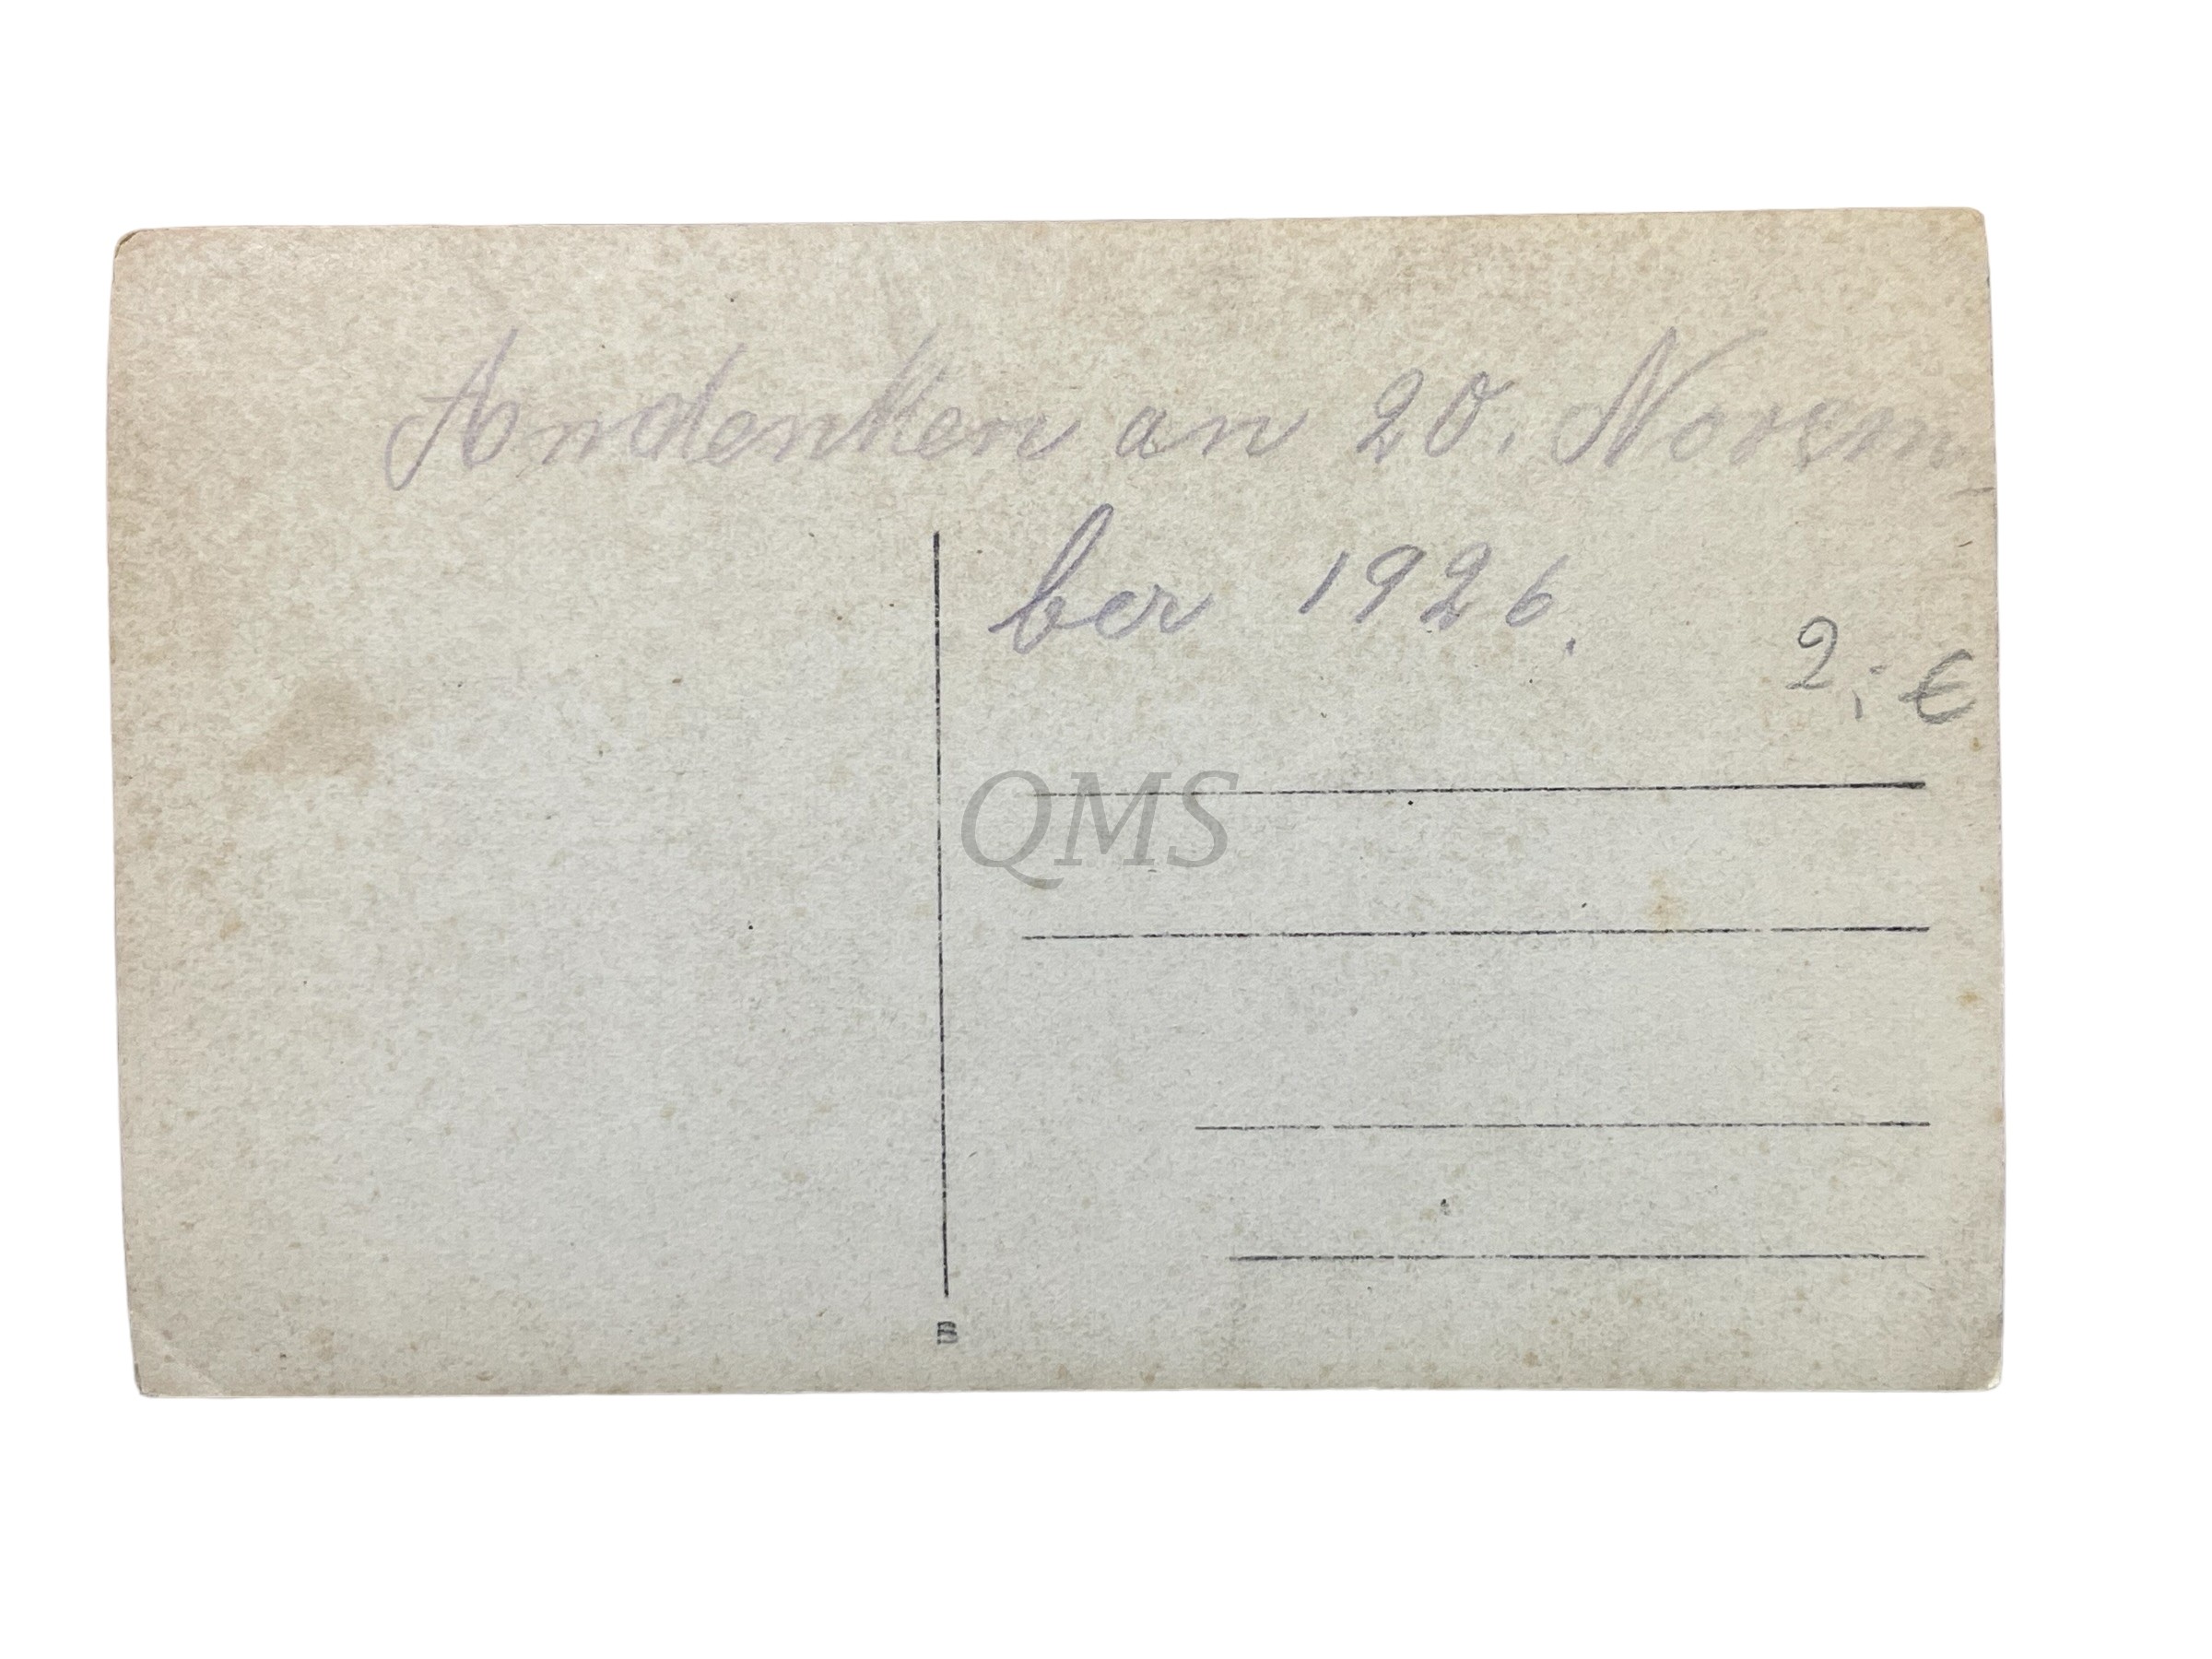 Andenken an 20. Novem-
ber 1926.
2,- €
QMS
B